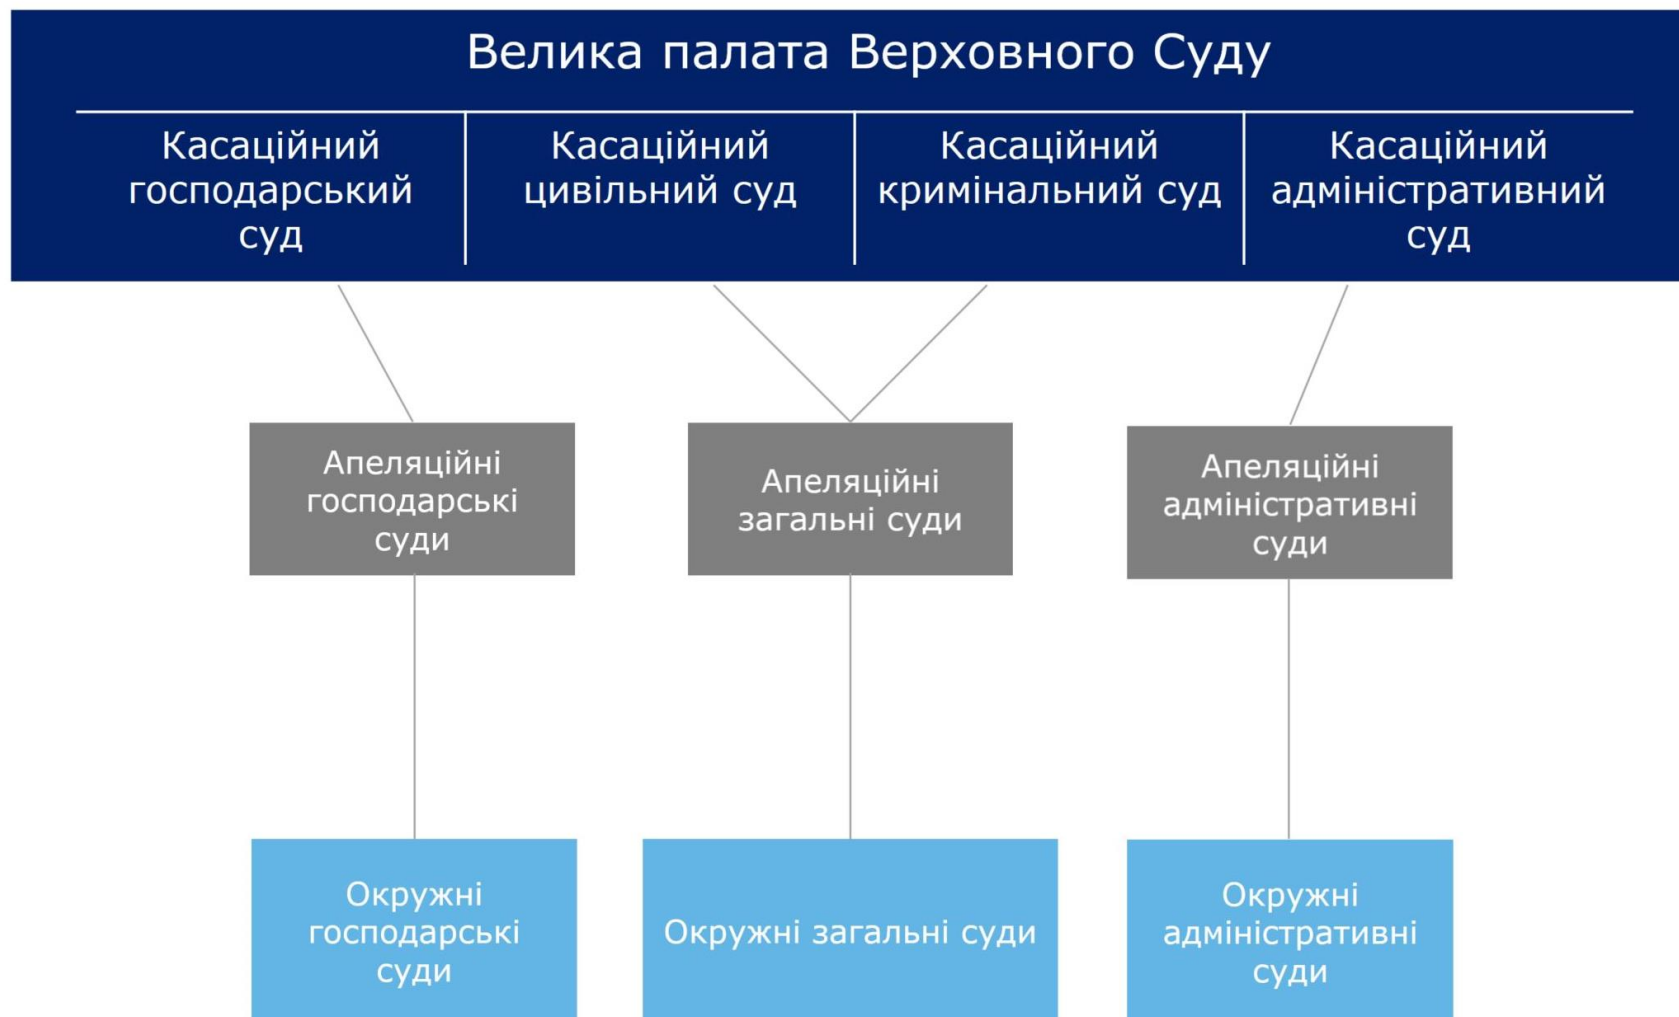 Велика палата Верховного Суду
Касаційний
господарський
суд
Касаційний
цивільний суд
Касаційний
кримінальний суд
Касаційний
адміністративний
суд
Апеляційні
господарські
суди
Апеляційні
загальні суди
Апеляційні
адміністративні
суди
Окружні
господарські
суди
Окружні загальні суди
Окружні
адміністративні
суди